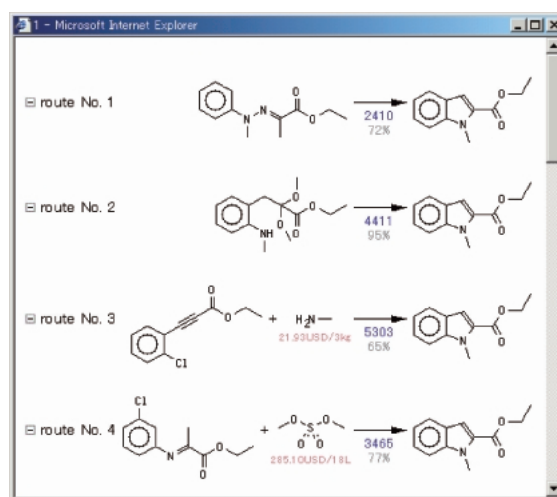 1 - Microsoft Internet Explorer
route No. 1
N
N
O
O
2410
72%
N
O
O
route No. 2
O
O
O
O
NH
4411
95%
N
O
O
route No. 3
O
O
Cl
+
H2N
21.93USD/3kg
5303
65%
N
O
O
route No. 4
Cl
N
O
O
+
O
S
O
O
O
285.10USD/18L
3465
77%
N
O
O